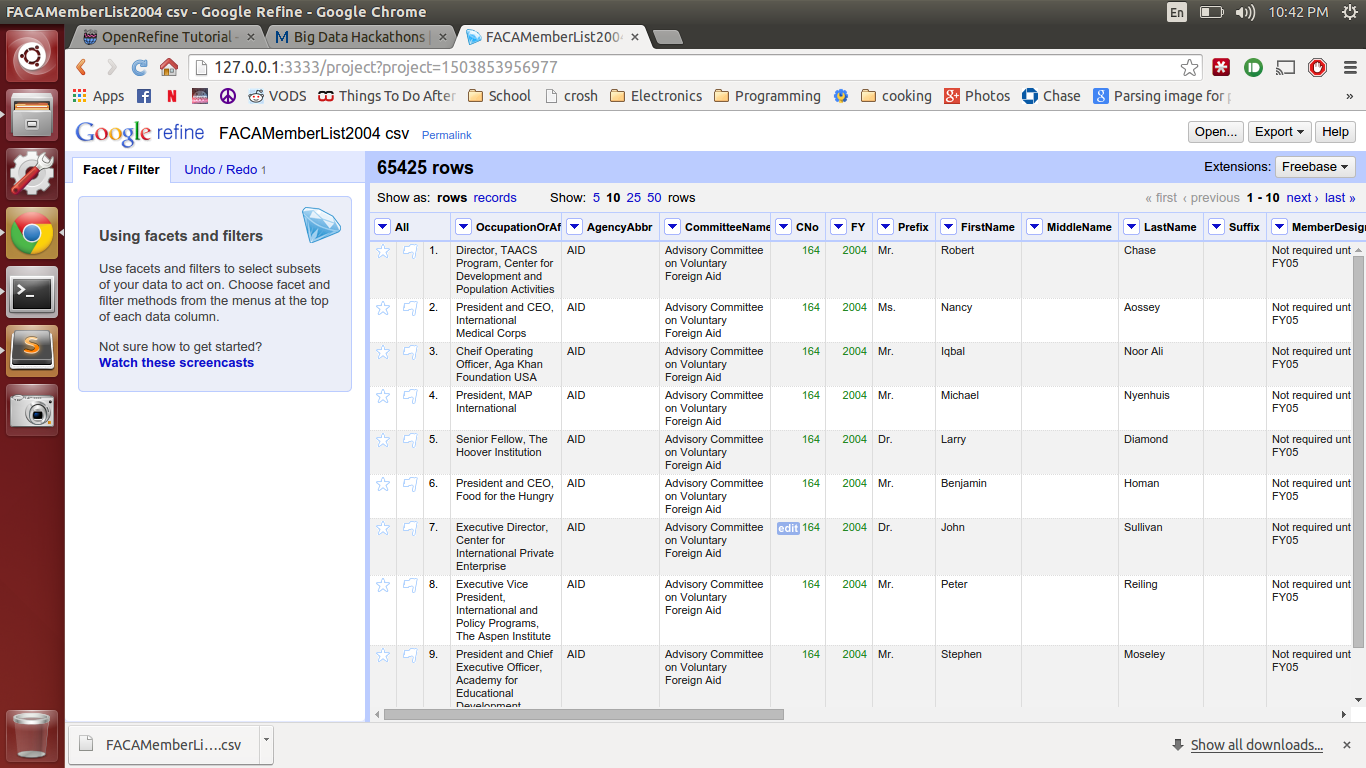 FACAMemberList2004 csv - Google Refine - Google Chrome
En
10:42 PM
OpenRefine Tutorial -
Big Data Hackathons |
FACAMemberList200
127.0.0.1:3333/project?project=1503853956977
Apps
VODS
Things To Do After
School
crosh
Electronics
Programming
cooking
Photos
Chase
Parsing image for
»
Google refine
FACAMemberList2004 csv
Permalink
Open...
Export
Help
Facet / Filter
Undo / Redo 1
65425 rows
Extensions:
Freebase
Using facets and filters
Use facets and filters to select subsets
of your data to act on. Choose facet and
filter methods from the menus at the top
of each data column.
Not sure how to get started?
Watch these screencasts
Show as: rows records
Show: 5 10 25 50 rows
« first ‹ previous 1 - 10 next › last »
All OccupationOrAf AgencyAbbr CommitteeName CNo FY Prefix FirstName MiddleName LastName Suffix MemberDesig
1. Director, TAACS AID Advisory Committee 164 2004 Mr. Robert Chase Not required unt
Program, Center for on Voluntary FY05
Development and Foreign Aid
Population Activities
2. President and CEO, AID Advisory Committee 164 2004 Ms. Nancy Aossey Not required unt
International on Voluntary FY05
Medical Corps Foreign Aid
3. Cheif Operating AID Advisory Committee 164 2004 Mr. Iqbal Noor Ali Not required unt
Officer, Aga Khan on Voluntary FY05
Foundation USA Foreign Aid
4. President, MAP AID Advisory Committee 164 2004 Mr. Michael Nyenhuis Not required unt
International on Voluntary FY05
Foreign Aid
5. Senior Fellow, The AID Advisory Committee 164 2004 Dr. Larry Diamond Not required unt
Hoover Institution on Voluntary FY05
Foreign Aid
6. President and CEO, AID Advisory Committee 164 2004 Mr. Benjamin Homan Not required unt
Food for the Hungry on Voluntary FY05
Foreign Aid
7. Executive Director, AID Advisory Committee edit 164 2004 Dr. John Sullivan Not required unt
Center for on Voluntary FY05
International Private Foreign Aid
Enterprise
8. Executive Vice AID Advisory Committee 164 2004 Mr. Peter Reiling Not required unt
President, on Voluntary FY05
International and Foreign Aid
Policy Programs,
The Aspen Institute
9. President and Chief AID Advisory Committee 164 2004 Mr. Stephen Moseley Not required unt
Executive Officer, on Voluntary FY05
Academy for Foreign Aid
Educational
Development
FACAMemberLi....csv
Show all downloads...